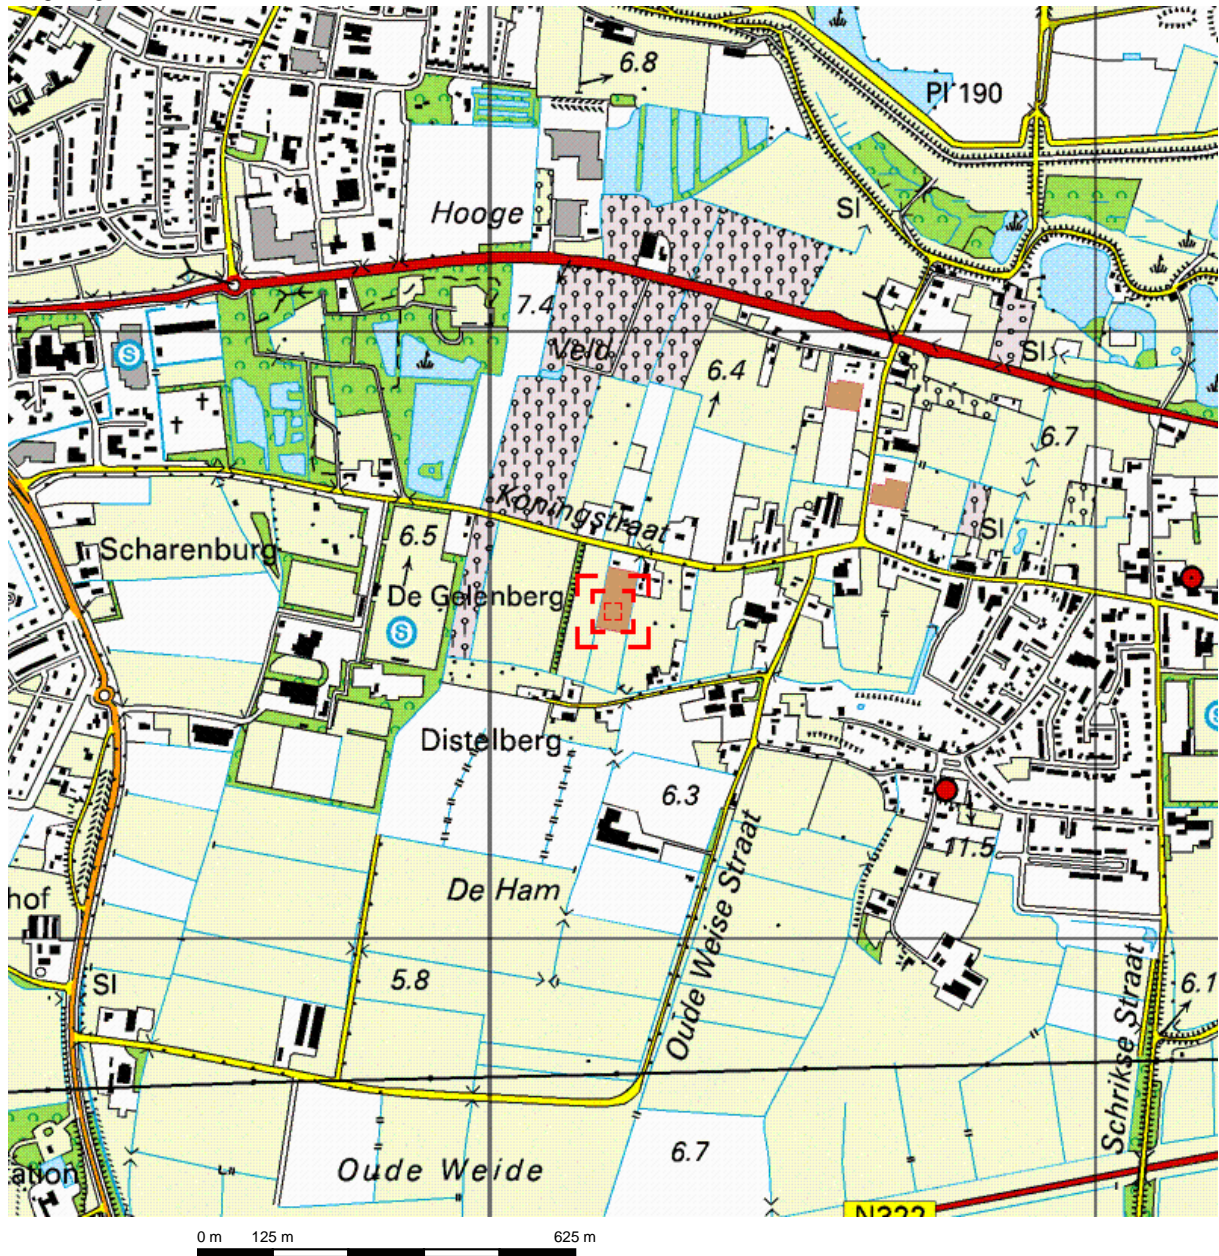 6.8
Pl 190
Hooge
Sl
7.4
Veld
S
6.4
Sl
6.7
Koningstraat
6.5
Scharenburg
Sl
De Gelenberg
S
S
Distelberg
6.3
11.5
De Ham
hof
Oude Weise Straat
5.8
Sl
6.1
Schrikse Straat
6.7
Oude Weide
ation
N322
0 m 125 m 625 m